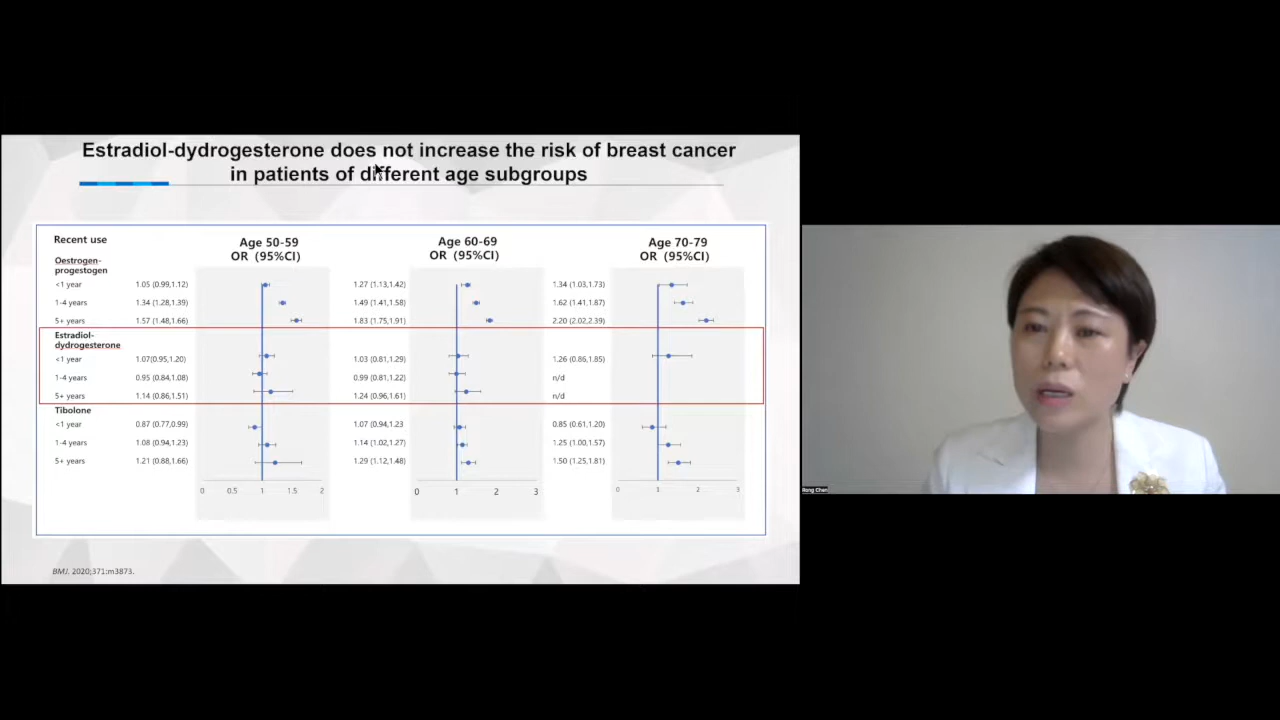 Estradiol-dydrogesterone does not increase the risk of breast cancer
in patients of different age subgroups
Recent use
Age 50-59
OR (95%CI)
Age 60-69
OR (95%CI)
Age 70-79
OR (95%CI)
Oestrogen-
progestogen
<1 year 1.05 (0.99,1.12) 1.27 (1.13,1.42) 1.34 (1.03,1.73)
1-4 years 1.34 (1.28,1.39) 1.49 (1.41,1.58) 1.62 (1.41,1.87)
5+ years 1.57 (1.48,1.66) 1.83 (1.75,1.91) 2.20 (2.02,2.39)
Estradiol-
dydrogesterone
<1 year 1.07(0.95,1.20) 1.03 (0.81,1.29) 1.26 (0.86,1.85)
1-4 years 0.95 (0.84,1.08) 0.99 (0.81,1.22) n/d
5+ years 1.14 (0.86,1.51) 1.24 (0.96,1.61) n/d
Tibolone
<1 year 0.87 (0.77,0.99) 1.07 (0.94,1.23 0.85 (0.61,1.20)
1-4 years 1.08 (0.94,1.23) 1.14 (1.02,1.27) 1.25 (1.00,1.57)
5+ years 1.21 (0.88,1.66) 1.29 (1.12,1.48) 1.50 (1.25,1.81)
0 0.5 1 1.5 2 0 1 2 3 0 1 2 3
BMJ. 2020;371:m3873.
Rong Chen